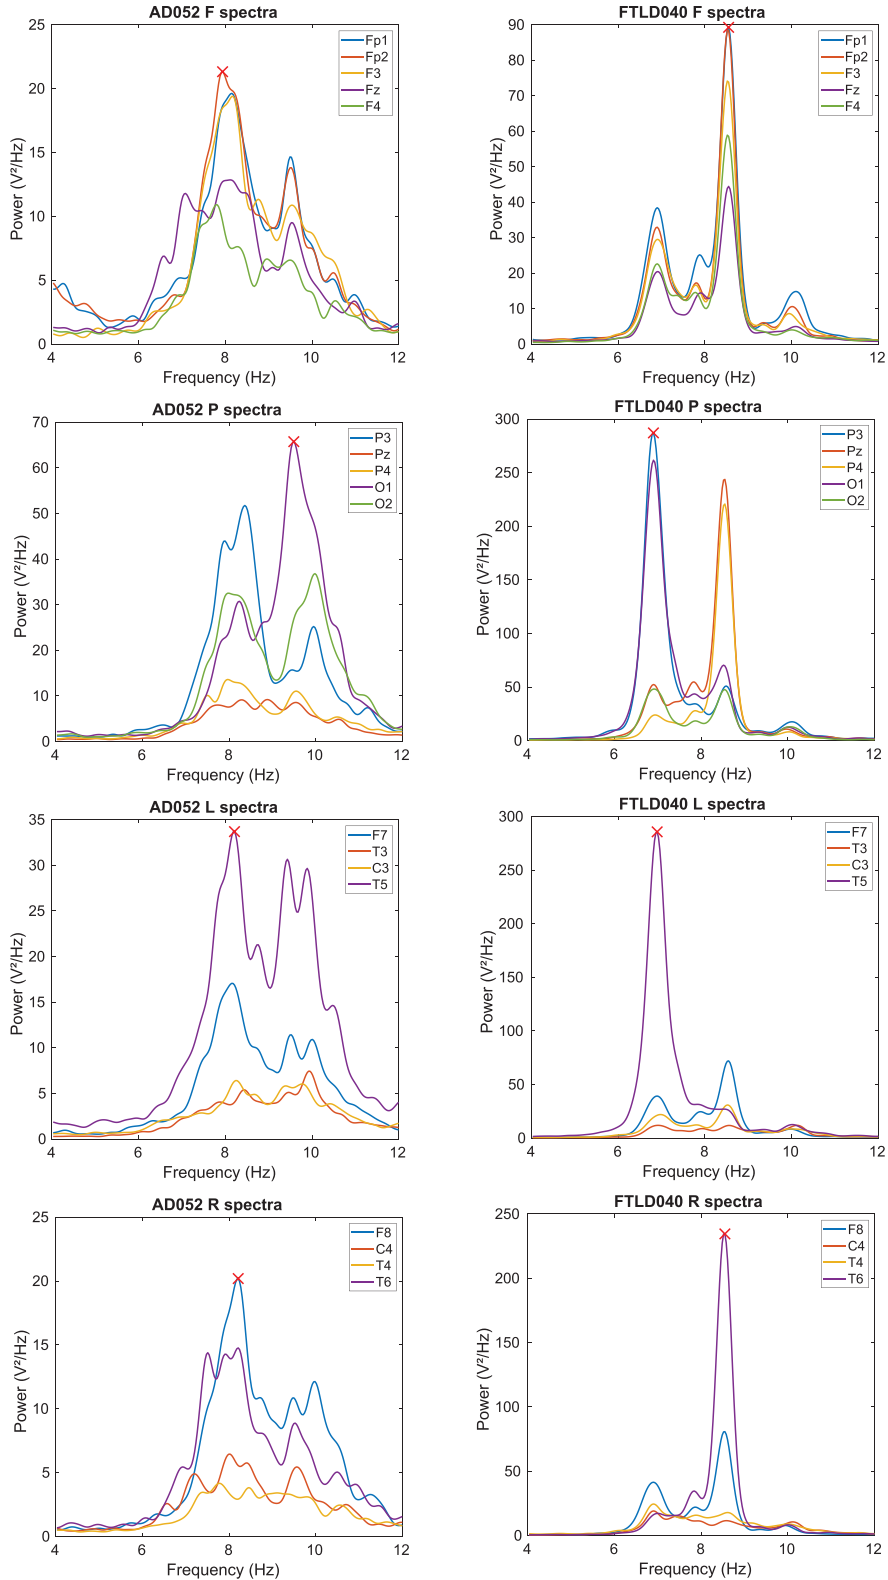 AD052 F spectra
25
20
15
10
5
0
4 6 8 10 12
Power (V²/Hz)
Frequency (Hz)
Fp1
Fp2
F3
Fz
F4
FTLD040 F spectra
90
80
70
60
50
40
30
20
10
0
4 6 8 10 12
Power (V²/Hz)
Frequency (Hz)
Fp1
Fp2
F3
Fz
F4
AD052 P spectra
70
60
50
40
30
20
10
0
4 6 8 10 12
Power (V²/Hz)
Frequency (Hz)
P3
Pz
P4
O1
O2
FTLD040 P spectra
300
250
200
150
100
50
0
4 6 8 10 12
Power (V²/Hz)
Frequency (Hz)
P3
Pz
P4
O1
O2
AD052 L spectra
35
30
25
20
15
10
5
0
4 6 8 10 12
Power (V²/Hz)
Frequency (Hz)
F7
T3
C3
T5
FTLD040 L spectra
300
250
200
150
100
50
0
4 6 8 10 12
Power (V²/Hz)
Frequency (Hz)
F7
T3
C3
T5
AD052 R spectra
25
20
15
10
5
0
4 6 8 10 12
Power (V²/Hz)
Frequency (Hz)
F8
C4
T4
T6
FTLD040 R spectra
250
200
150
100
50
0
4 6 8 10 12
Power (V²/Hz)
Frequency (Hz)
F8
C4
T4
T6